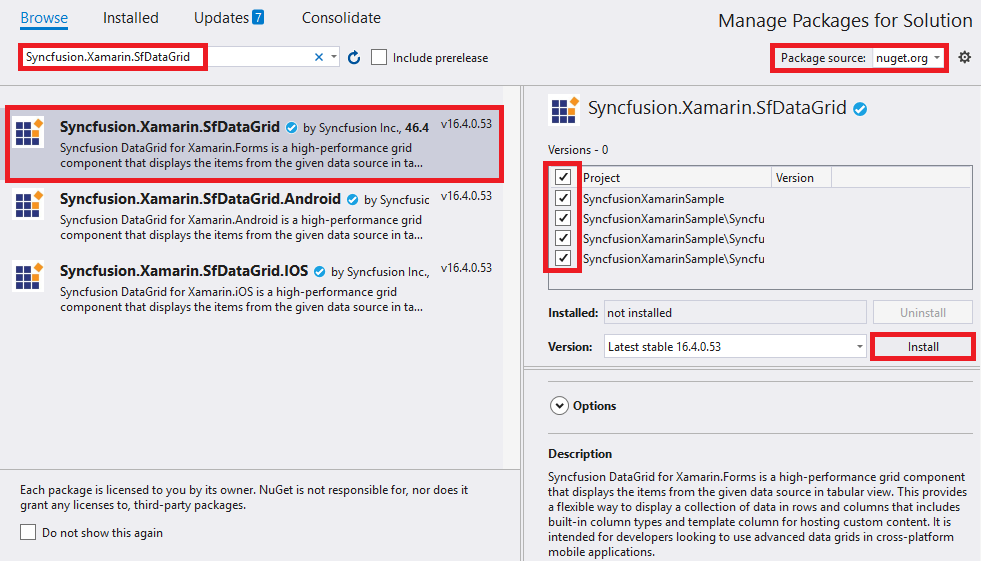 Browse Installed Updates 7 Consolidate
Manage Packages for Solution
Syncfusion.Xamarin.SfDataGrid
Include prerelease
Package source: nuget.org
Syncfusion.Xamarin.SfDataGrid by Syncfusion Inc., 46.4 v16.4.0.53
Syncfusion DataGrid for Xamarin.Forms is a high-performance grid
component that displays the items from the given data source in ta...
Syncfusion.Xamarin.SfDataGrid.Android by Syncfusic v16.4.0.53
Syncfusion DataGrid for Xamarin.Android is a high-performance grid
component that displays the items from the given data source in ta...
Syncfusion.Xamarin.SfDataGrid.IOS by Syncfusion Inc., v16.4.0.53
Syncfusion DataGrid for Xamarin.iOS is a high-performance grid
component that displays the items from the given data source in ta...
Each package is licensed to you by its owner. NuGet is not responsible for, nor does it
grant any licenses to, third-party packages.
Do not show this again
Syncfusion.Xamarin.SfDataGrid
Versions - 0
Project Version
SyncfusionXamarinSample
SyncfusionXamarinSample\Syncfu
SyncfusionXamarinSample\Syncfu
SyncfusionXamarinSample\Syncfu
Installed: not installed Uninstall
Version: Latest stable 16.4.0.53 Install
Options
Description
Syncfusion DataGrid for Xamarin.Forms is a high-performance grid component
that displays the items from the given data source in tabular view. This provides
a flexible way to display a collection of data in rows and columns that includes
built-in column types and template column for hosting custom content. It is
intended for developers looking to use advanced data grids in cross-platform
mobile applications.